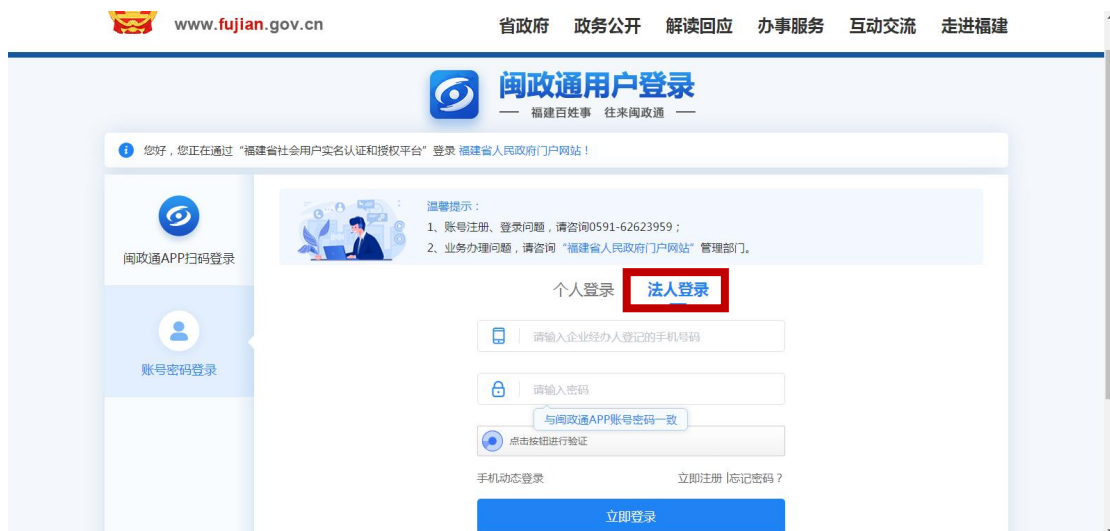 www.fujian.gov.cn
省政府 政务公开 解读回应 办事服务 互动交流 走进福建
闽政通用户登录
— 福建百姓事 往来闽政通 —
您好，您正在通过“福建省社会用户实名认证和授权平台”登录 福建省人民政府门户网站！
闽政通APP扫码登录
账号密码登录
温馨提示：
1、账号注册、登录问题，请咨询0591-62623959；
2、业务办理问题，请咨询“福建省人民政府门户网站”管理部门。
个人登录 法人登录
请输入企业经办人登记的手机号码
请输入密码
与闽政通APP账号密码一致
点击按钮进行验证
手机动态登录 立即注册 |忘记密码？
立即登录